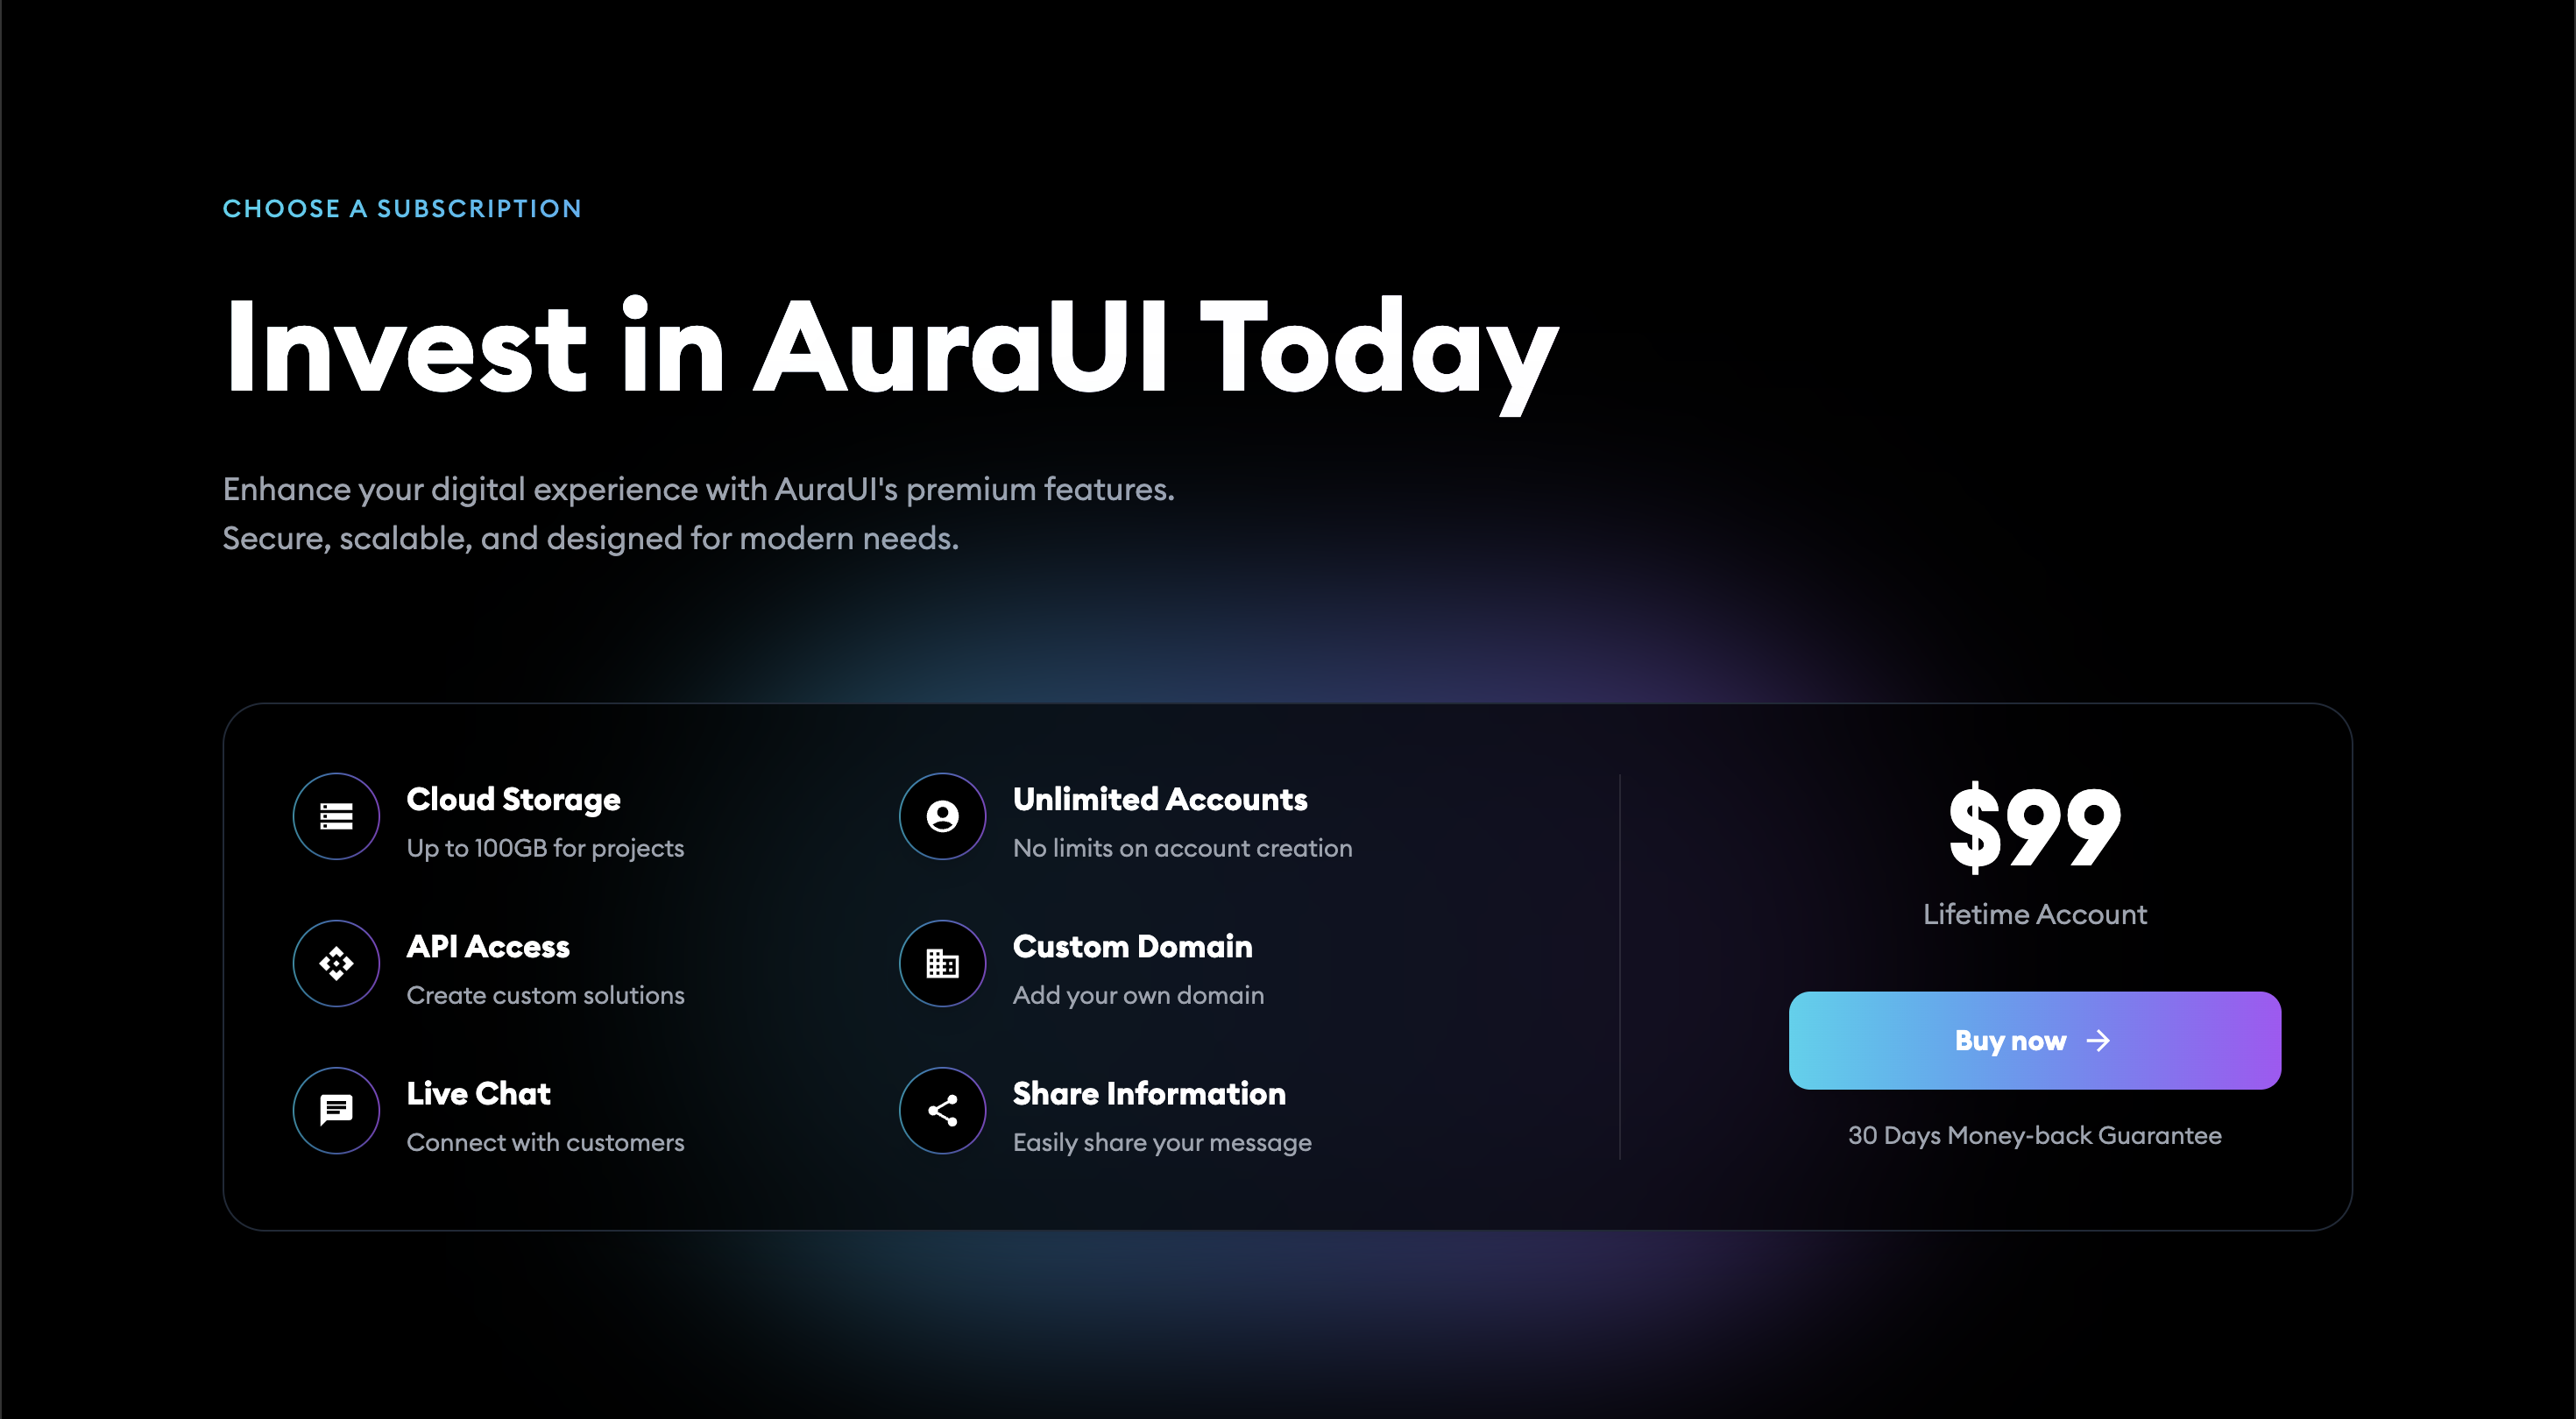 CHOOSE A SUBSCRIPTION
Invest in AuraUI Today
Enhance your digital experience with AuraUI's premium features.
Secure, scalable, and designed for modern needs.
Cloud Storage
Up to 100GB for projects
Unlimited Accounts
No limits on account creation
API Access
Create custom solutions
Custom Domain
Add your own domain
Live Chat
Connect with customers
Share Information
Easily share your message
$99
Lifetime Account
Buy now
30 Days Money-back Guarantee